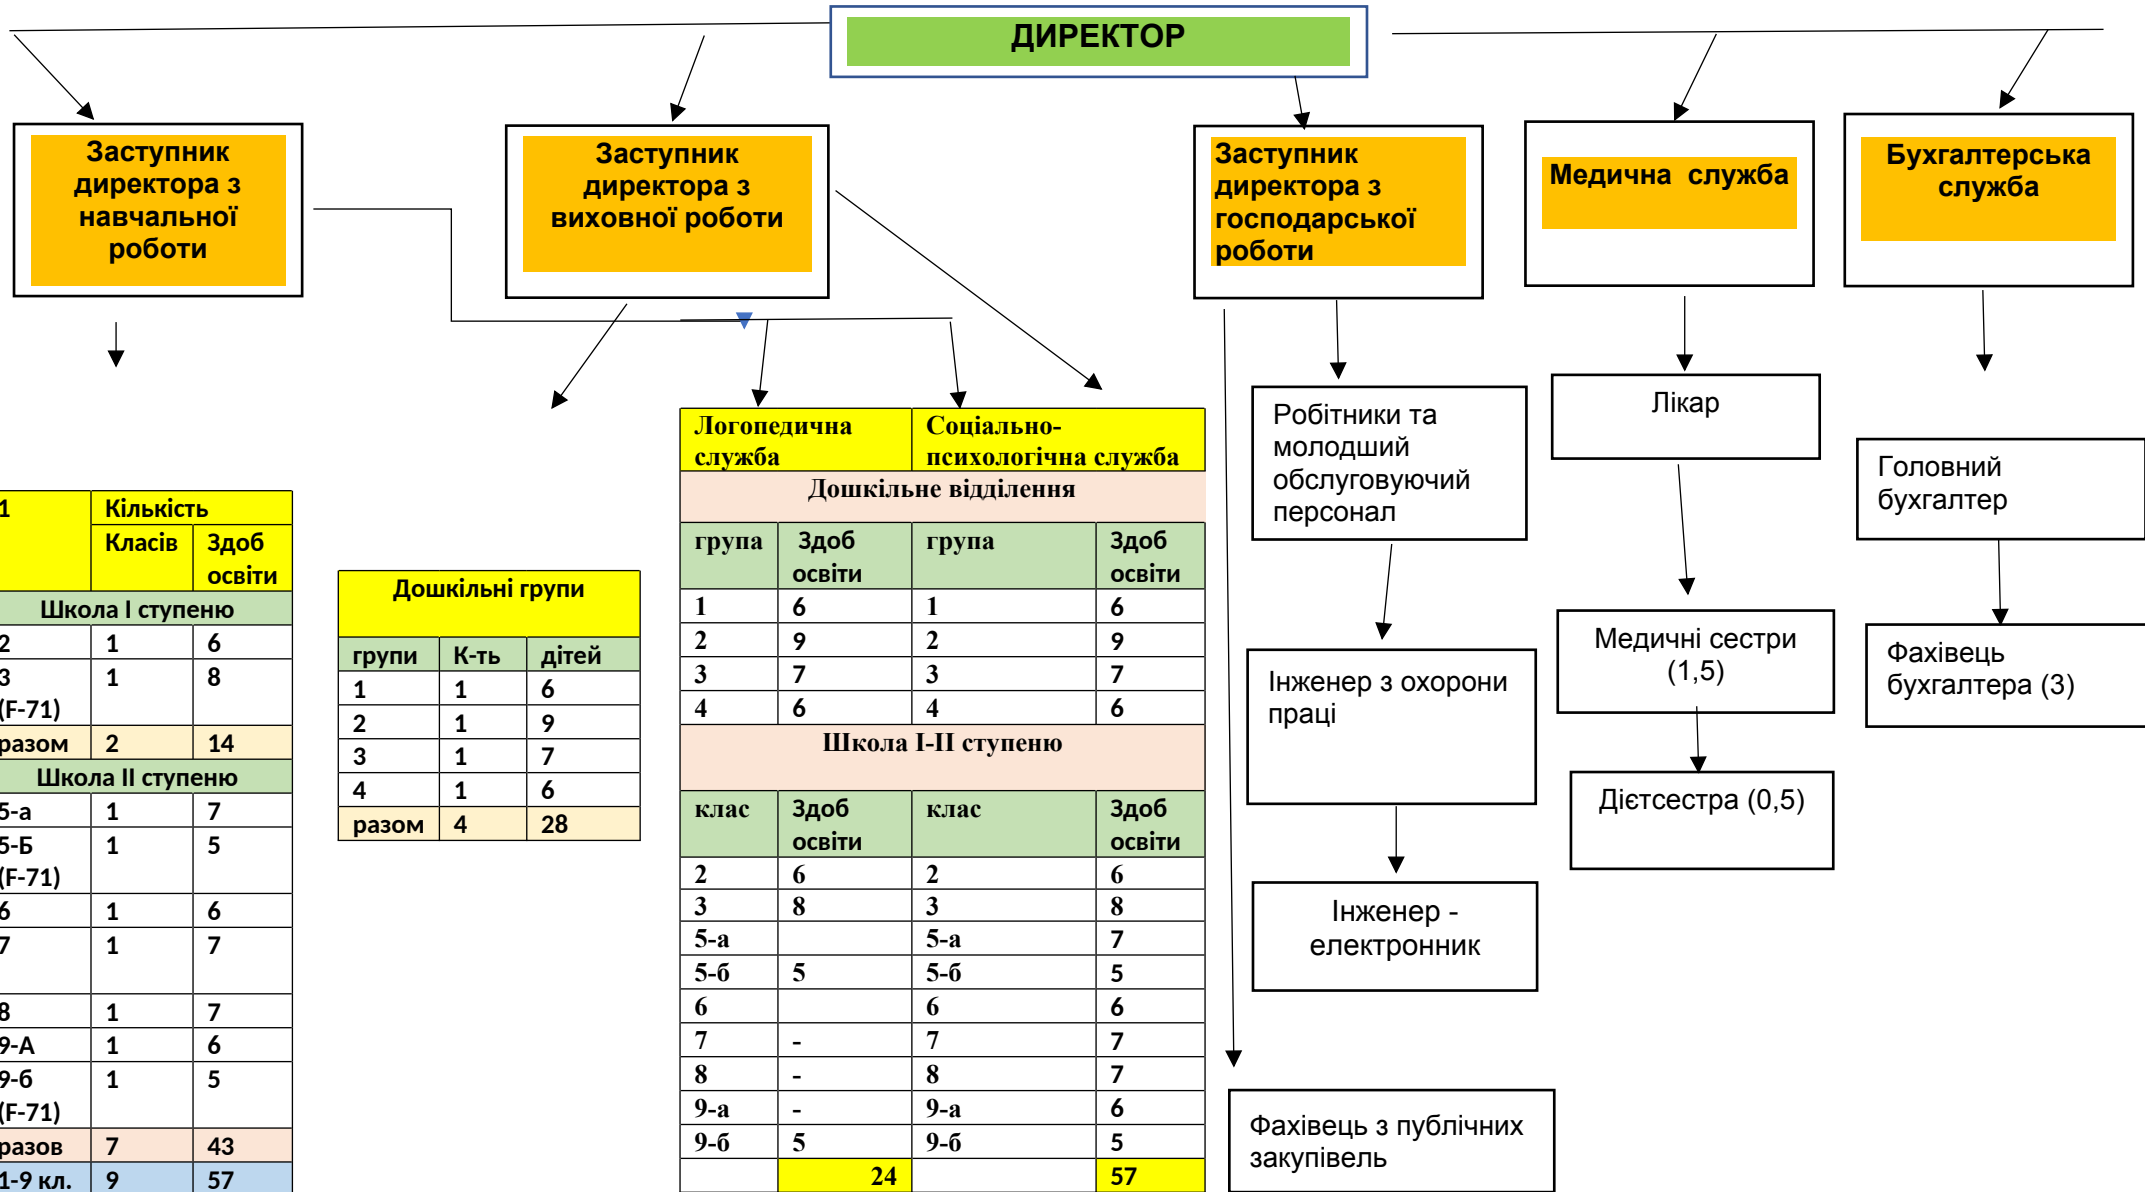 ДИРЕКТОР
Заступник
директора з
навчальної
роботи
Заступник
директора з
виховної роботи
Заступник
директора з
господарської
роботи
Медична служба
Бухгалтерська
служба
1 Кількість
Класів Здоб
освіти
Школа І ступеню
2 1 6
3 1 8
(F-71)
разом 2 14
Школа ІІ ступеню
5-а 1 7
5-Б 1 5
(F-71)
6 1 6
7 1 7
8 1 7
9-А 1 6
9-б 1 5
(F-71)
разов 7 43
1-9 кл. 9 57
Дошкільні групи
групи К-ть дітей
1 1 6
2 1 9
3 1 7
4 1 6
разом 4 28
Логопедична
служба
Соціально-
психологічна служба
Дошкільне відділення
група Здоб група Здоб
освіти освіти
1 6 1 6
2 9 2 9
3 7 3 7
4 6 4 6
Школа І-ІІ ступеню
клас Здоб клас Здоб
освіти освіти
2 6 2 6
3 8 3 8
5-а 5-а 7
5-б 5 5-б 5
6 6 6
7 - 7 7
8 - 8 7
9-а - 9-а 6
9-б 5 9-б 5
24 57
Робітники та
молодший
обслуговуючий
персонал
Інженер з охорони
праці
Інженер -
електронник
Фахівець з публічних
закупівель
Лікар
Медичні сестри
(1,5)
Дієтсестра (0,5)
Головний
бухгалтер
Фахівець
бухгалтера (3)